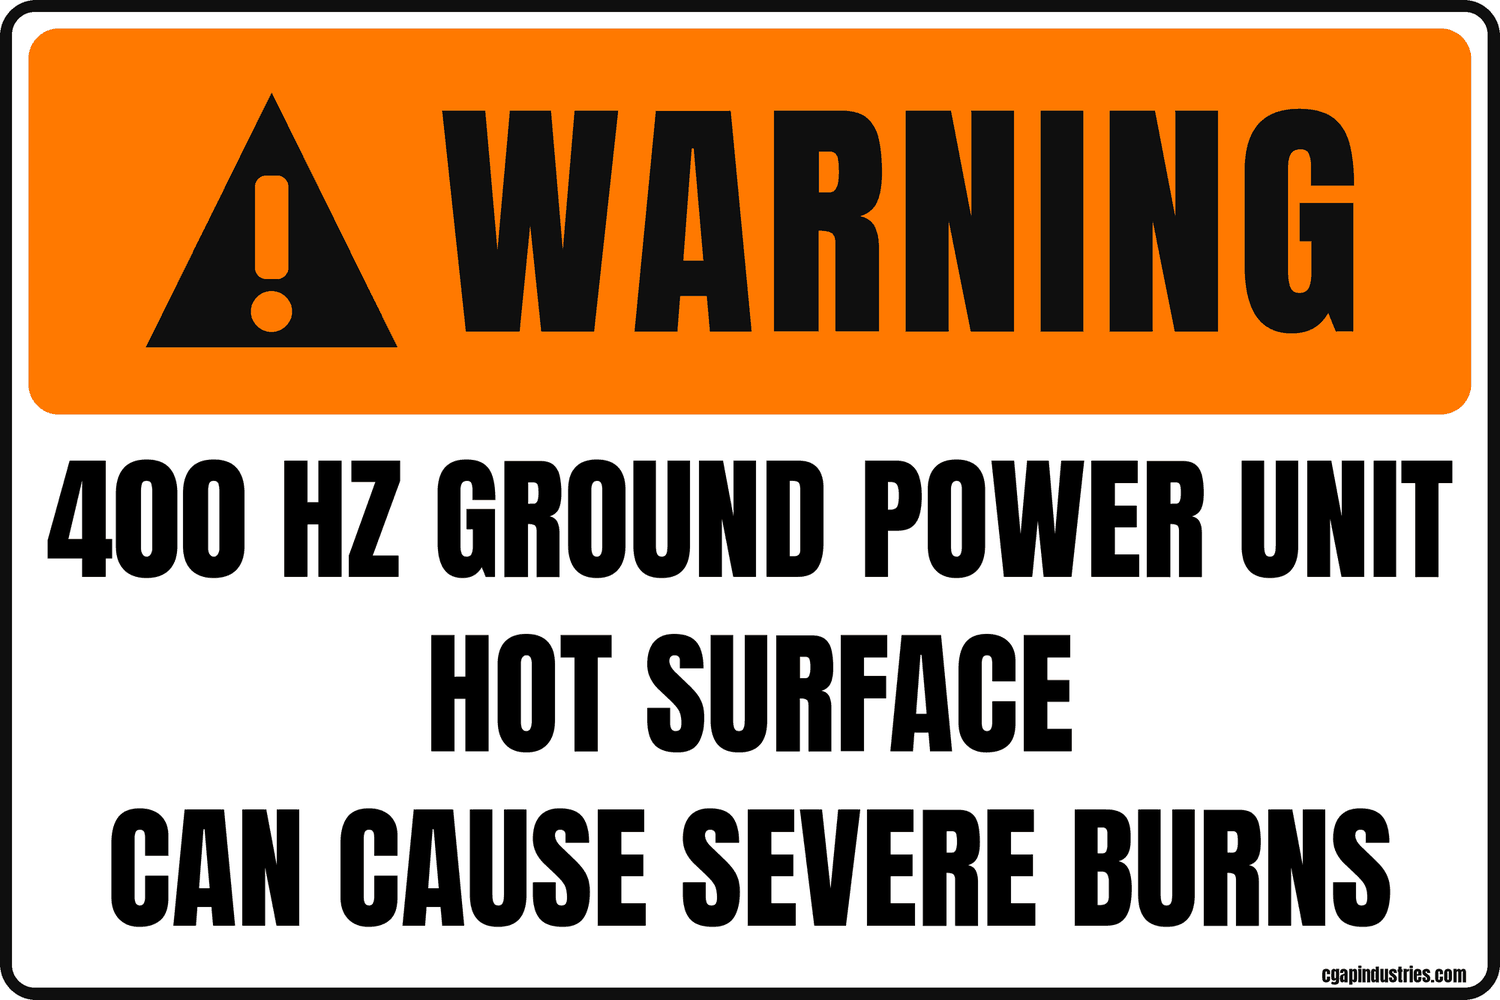 WARNING
400 HZ GROUND POWER UNIT
HOT SURFACE
CAN CAUSE SEVERE BURNS
cgapindustries.com